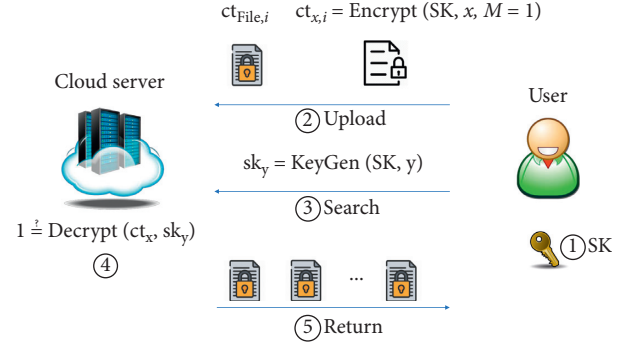 ct_File,i ct_x,i = Encrypt (SK, x, M = 1)
Cloud server
User
② Upload
sk_y = KeyGen (SK, y)
③ Search
1 ≟ Decrypt (ct_x, sk_y)
④
① SK
...
⑤ Return